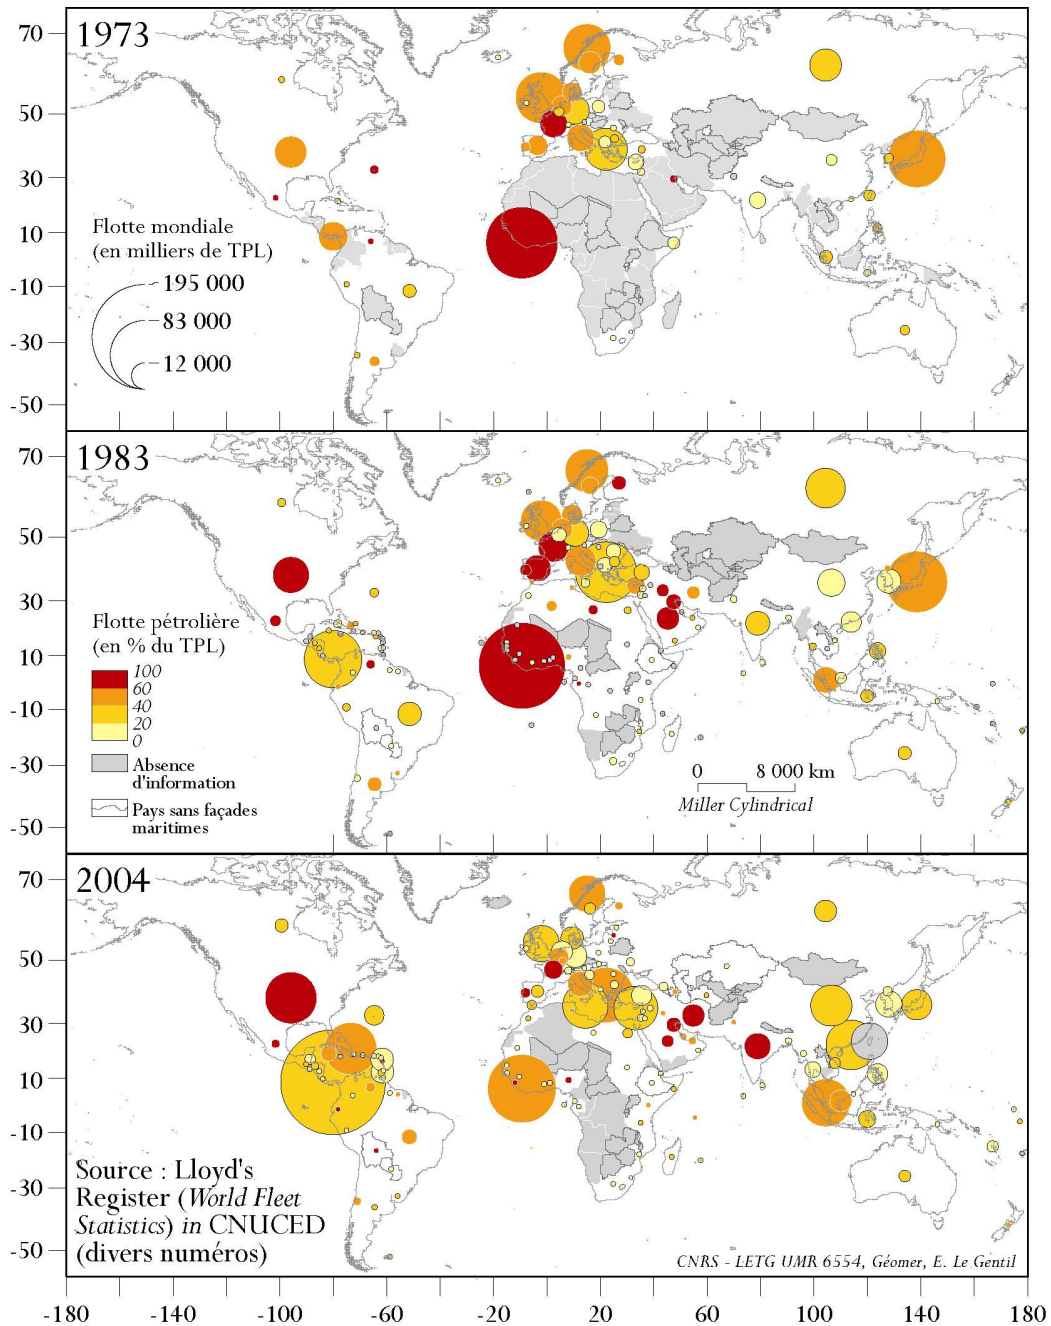 1973
70
50
30
10
-10
-30
-50
Flotte mondiale
(en milliers de TPL)
195 000
83 000
12 000
1983
70
50
30
10
-10
-30
-50
Flotte pétrolière
(en % du TPL)
100
60
40
20
0
Absence
d'information
Pays sans façades
maritimes
0 8 000 km
Miller Cylindrical
2004
70
50
30
10
-10
-30
-50
Source : Lloyd's
Register (World Fleet
Statistics) in CNUCED
(divers numéros)
CNRS - LETG UMR 6554, Géomer, E. Le Gentil
-180 -140 -100 -60 -20 20 60 100 140 180